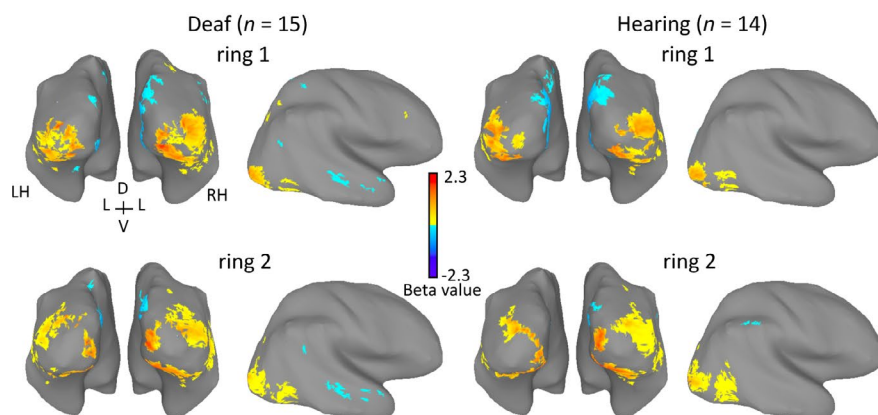 Deaf (n = 15)
Hearing (n = 14)
ring 1
ring 1
LH
D
L L
V
RH
2.3
-2.3
Beta value
ring 2
ring 2